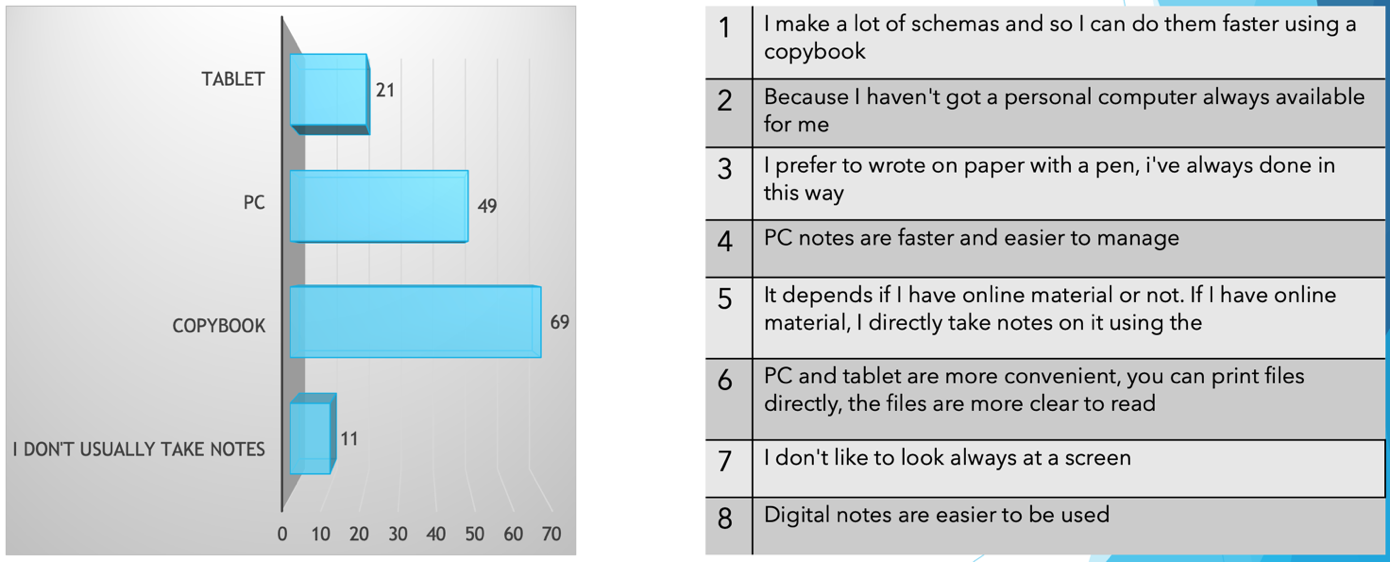 TABLET
21
PC
49
COPYBOOK
69
I DON'T USUALLY TAKE NOTES
11
0 10 20 30 40 50 60 70
1 I make a lot of schemas and so I can do them faster using a
copybook
2 Because I haven't got a personal computer always available
for me
3 I prefer to wrote on paper with a pen, i've always done in
this way
4 PC notes are faster and easier to manage
5 It depends if I have online material or not. If I have online
material, I directly take notes on it using the
6 PC and tablet are more convenient, you can print files
directly, the files are more clear to read
7 I don't like to look always at a screen
8 Digital notes are easier to be used